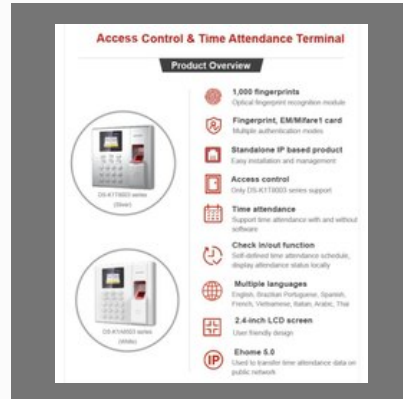 Access Control & Time Attendance Terminal
Product Overview
1,000 fingerprints
Optical fingerprint recognition module
Fingerprint, EM/Mifare1 card
Multiple authentication modes
Standalone IP based product
Easy installation and management
Access control
Only DS-K1T8003 series support
Time attendance
Support time attendance with and without
software
Check in/out function
Self-defined time attendance schedule,
display attendance status locally
Multiple languages
English, Brazilian Portuguese, Spanish,
French, Vietnamese, Italian, Arabic, Thai
2.4-inch LCD screen
User friendly design
IP
Ehome 5.0
Used to transfer time attendance data on
public network
DS-K1T8003 series
(Silver)
DS-K1A8503 series
(White)